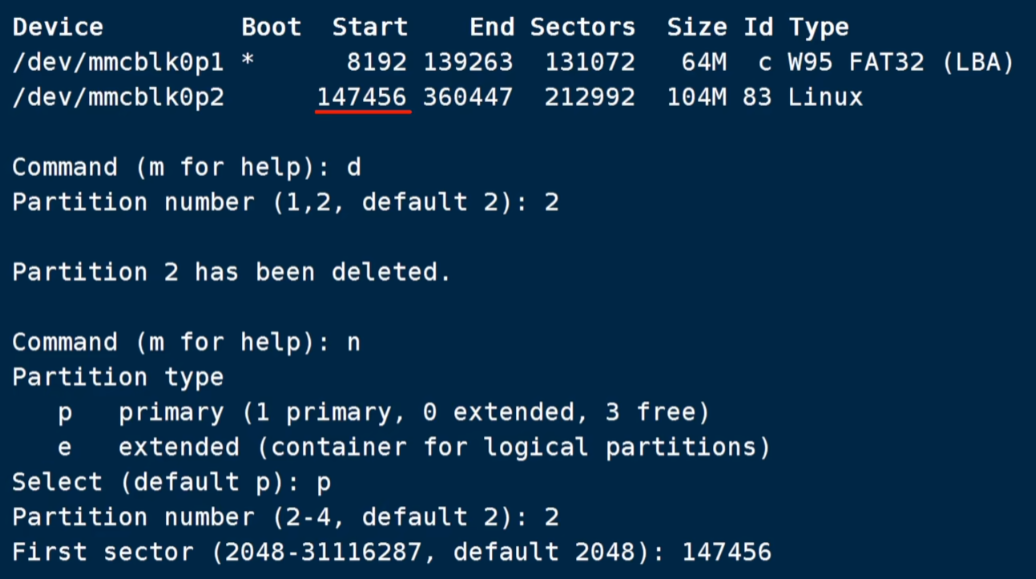 Device         Boot  Start    End Sectors  Size Id Type
/dev/mmcblk0p1 *      8192 139263  131072   64M  c W95 FAT32 (LBA)
/dev/mmcblk0p2      147456 360447  212992  104M 83 Linux
Command (m for help): d
Partition number (1,2, default 2): 2
Partition 2 has been deleted.
Command (m for help): n
Partition type
   p   primary (1 primary, 0 extended, 3 free)
   e   extended (container for logical partitions)
Select (default p): p
Partition number (2-4, default 2): 2
First sector (2048-31116287, default 2048): 147456